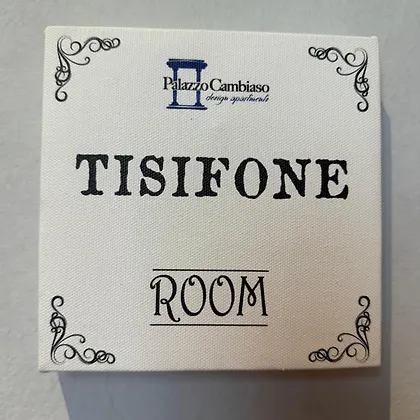 Palazzo Cambiaso
design apartments
TISIFONE
ROOM